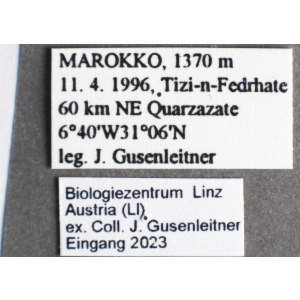 MAROKKO, 1370 m
11. 4. 1996, Tizi-n-Fedrhate
60 km NE Quarzazate
6°40'W31°06'N
leg. J. Gusenleitner
Biologiezentrum Linz
Austria (LI)
ex. Coll. J. Gusenleitner
Eingang 2023